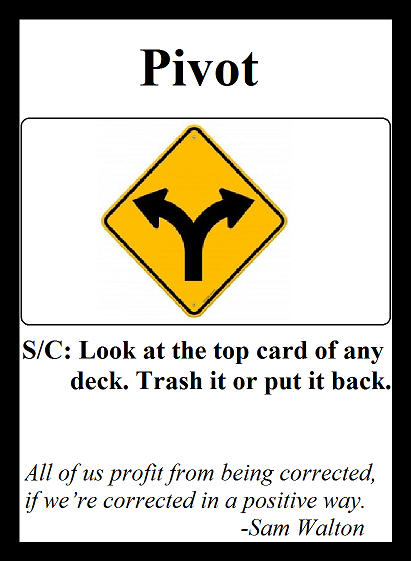 Pivot
S/C: Look at the top card of any
deck. Trash it or put it back.
All of us profit from being corrected,
if we're corrected in a positive way.
-Sam Walton